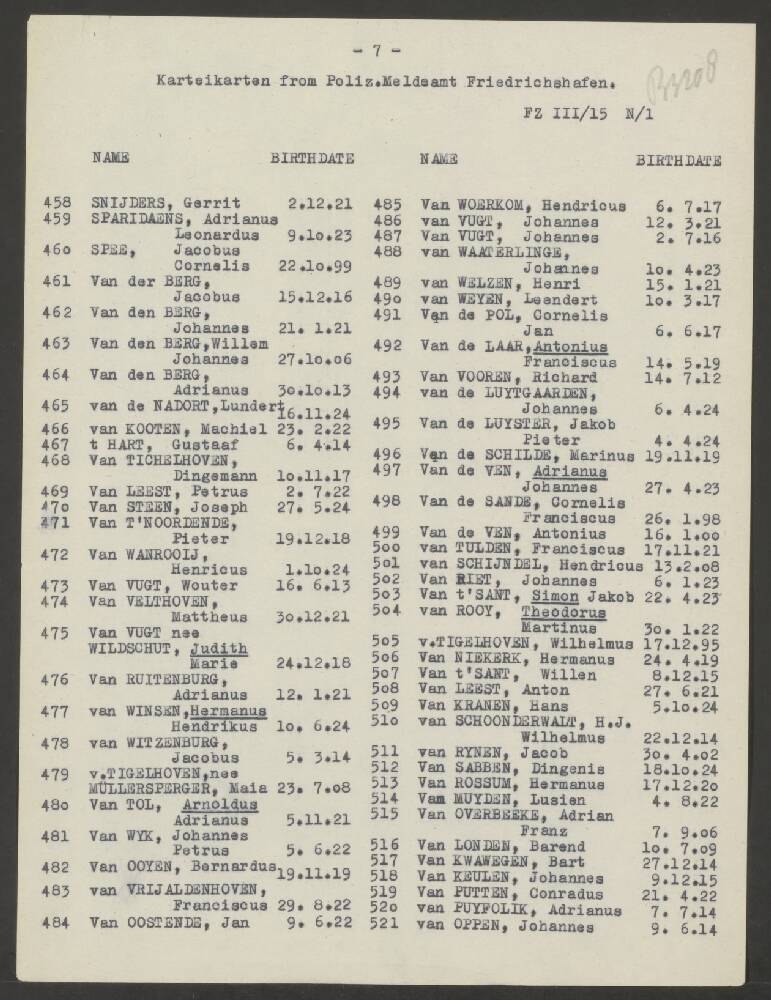 - 7 -
Karteikarten from Poliz.Meldeamt Friedrichshafen.
FZ III/15 N/1
NAME BIRTHDATE
458 SNIJDERS, Gerrit 2.12.21
459 SPARIDAENS, Adrianus
Leonardus 9.10.23
460 SPEE, Jacobus
Cornelis 22.10.99
461 Van der BERG,
Jacobus 15.12.16
462 Van den BERG,
Johannes 21. 1.21
463 Van den BERG,Willem
Johannes 27.10.06
464 Van den BERG,
Adrianus 30.10.13
465 van de NADORT,Lundert
16.11.24
466 van KOOTEN, Machiel 23. 2.22
467 t HART, Gustaaf 6. 4.14
468 Van TICHELHOVEN,
Dingemann 10.11.17
469 Van LEEST, Petrus 2. 7.22
470 Van STEEN, Joseph 27. 5.24
471 Van T'NOORDENDE,
Pieter 19.12.18
472 Van WANROOIJ,
Henricus 1.10.24
473 Van VUGT, Wouter 16. 6.13
474 Van VELTHOVEN,
Mattheus 30.12.21
475 Van VUGT nee
WILDSCHUT, Judith
Marie 24.12.18
476 Van RUITENBURG,
Adrianus 12. 1.21
477 van WINSEN,Hermanus
Hendrikus 10. 6.24
478 van WITZENBURG,
Jacobus 5. 3.14
479 v.TIGELHOVEN,nee
MÜLLERSPERGER, Maia 23. 7.08
480 Van TOL, Arnoldus
Adrianus 5.11.21
481 Van WYK, Johannes
Petrus 5. 6.22
482 Van OOYEN, Bernardus
19.11.19
483 van VRIJALDENHOVEN,
Franciscus 29. 8.22
484 Van OOSTENDE, Jan 9. 6.22
NAME BIRTHDATE
485 Van WOERKOM, Hendricus 6. 7.17
486 van VUGT, Johannes 12. 3.21
487 Van VUGT, Johannes 2. 7.16
488 van WAATERLINGE,
Johannes 10. 4.23
489 van WELZEN, Henri 15. 1.21
490 van WEYEN, Leendert 10. 3.17
491 Van de POL, Cornelis
Jan 6. 6.17
492 Van de LAAR,Antonius
Franciscus 14. 5.19
493 Van VOOREN, Richard 14. 7.12
494 van de LUYTGAARDEN,
Johannes 6. 4.24
495 Van de LUYSTER, Jakob
Pieter 4. 4.24
496 Van de SCHILDE, Marinus 19.11.19
497 Van de VEN, Adrianus
Johannes 27. 4.23
498 Van de SANDE, Cornelis
Franciscus 26. 1.98
499 Van de VEN, Antonius 16. 1.00
500 van TULDEN, Franciscus 17.11.21
501 van SCHIJNDEL, Hendricus 13.2.08
502 Van RIET, Johannes 6. 1.23
503 Van t'SANT, Simon Jakob 22. 4.23
504 van ROOY, Theodorus
Martinus 30. 1.22
505 v.TIGELHOVEN, Wilhelmus 17.12.95
506 Van NIEKERK, Hermanus 24. 4.19
507 Van t'SANT, Willen 8.12.15
508 Van LEEST, Anton 27. 6.21
509 Van KRANEN, Hans 5.10.24
510 van SCHOONDERWALT, H.J.
Wilhelmus 22.12.14
511 van RYNEN, Jacob 30. 4.02
512 Van SABBEN, Dingenis 18.10.24
513 Van ROSSUM, Hermanus 17.12.20
514 Vam MUYDEN, Lusien 4. 8.22
515 Van OVERBEEKE, Adrian
Franz 7. 9.06
516 Van LONDEN, Barend 10. 7.09
517 Van KWAWEGEN, Bart 27.12.14
518 Van KEULEN, Johannes 9.12.15
519 Van PUTTEN, Conradus 21. 4.22
520 van PUYFOLIK, Adrianus 7. 7.14
521 van OPPEN, Johannes 9. 6.14